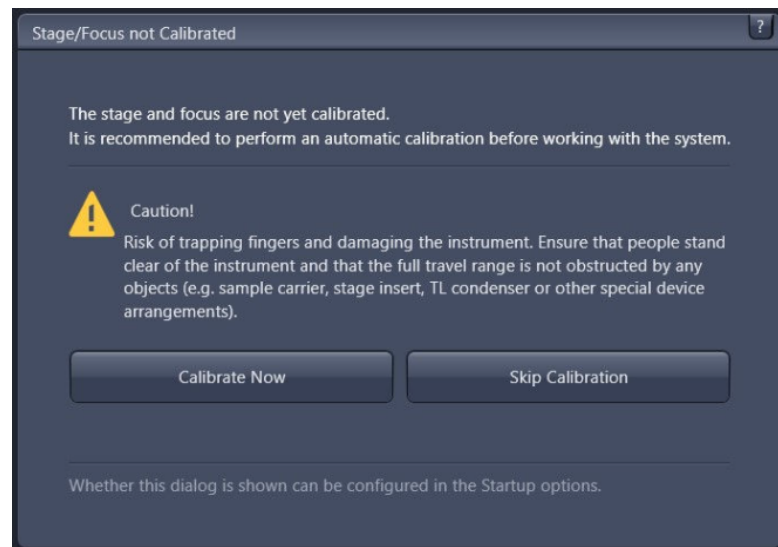 Stage/Focus not Calibrated
?
The stage and focus are not yet calibrated.
It is recommended to perform an automatic calibration before working with the system.
Caution!
Risk of trapping fingers and damaging the instrument. Ensure that people stand
clear of the instrument and that the full travel range is not obstructed by any
objects (e.g. sample carrier, stage insert, TL condenser or other special device
arrangements).
Calibrate Now
Skip Calibration
Whether this dialog is shown can be configured in the Startup options.